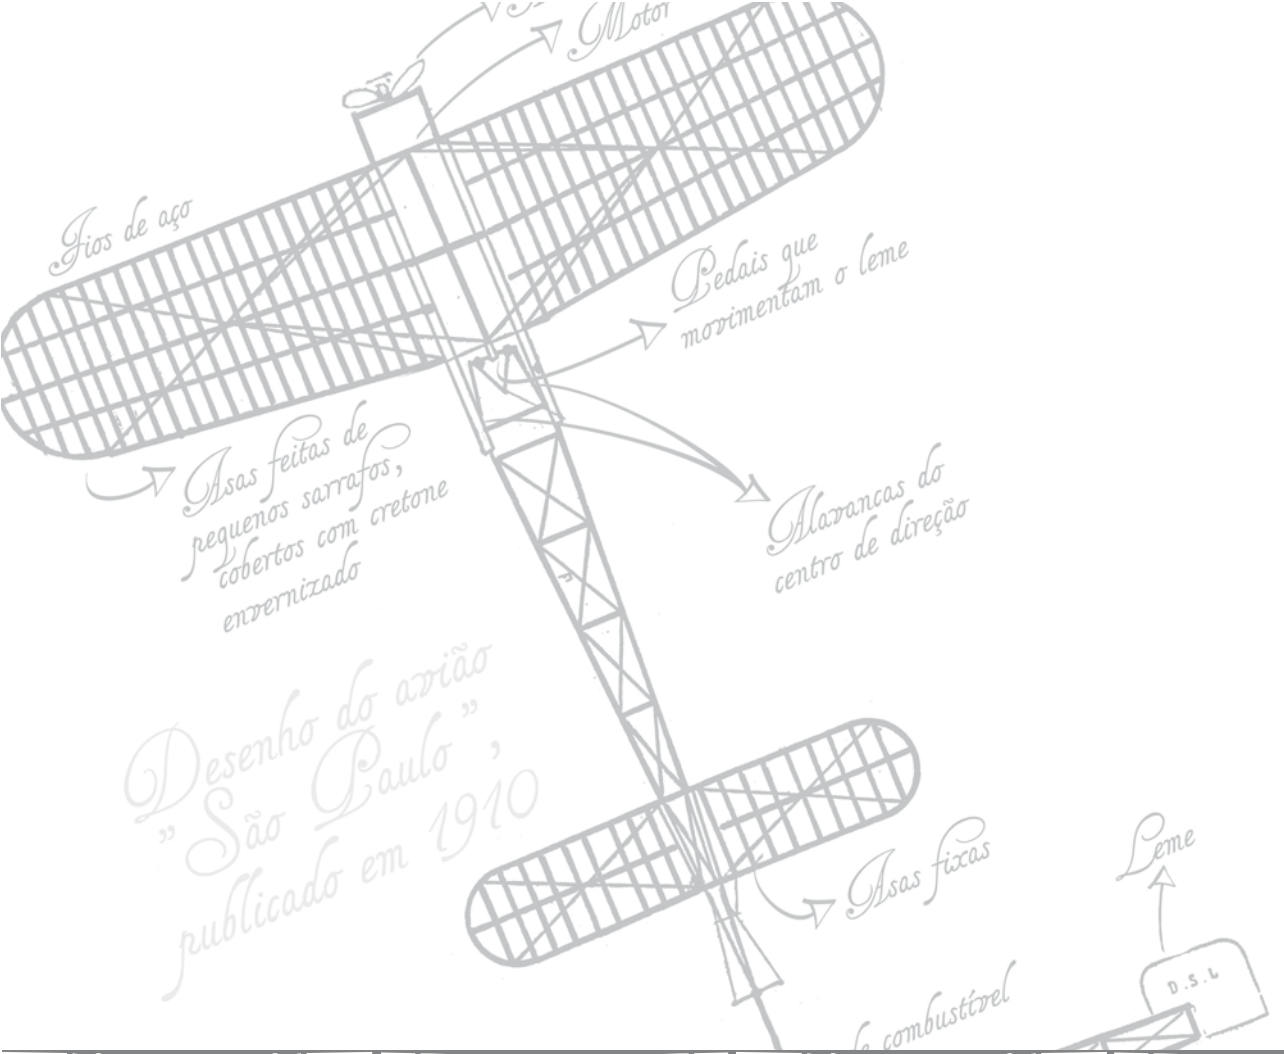 Motor
Fios de aço
Pedais que
movimentam o leme
Asas feitas de
pequenos sarrafos,
cobertos com cretone
envernizado
Alavancas do
centro de direção
Desenho do avião
"São Paulo",
publicado em 1910
Asas fixas
Leme
D.S.L
combustível